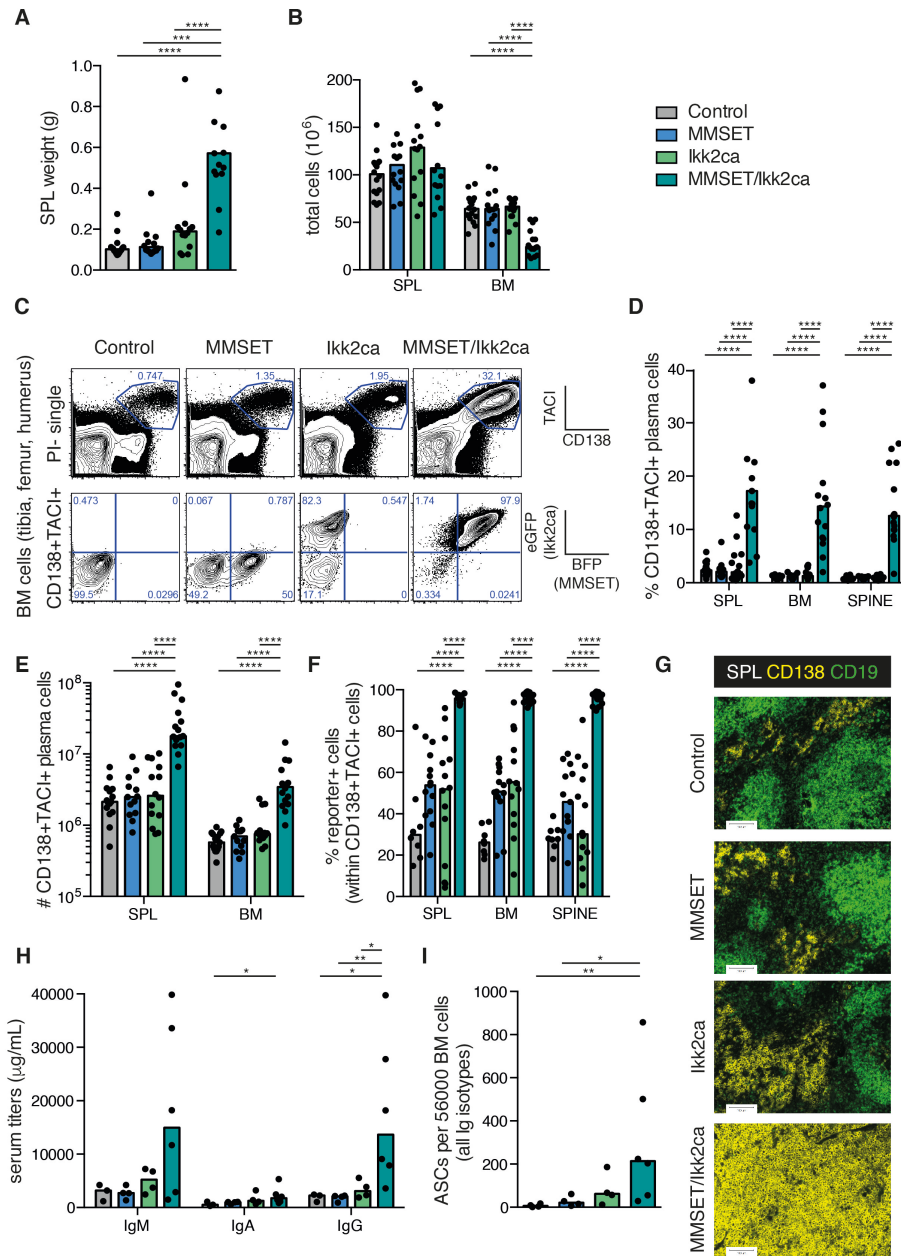 A
****
***
****
SPL weight (g)
1.0
0.8
0.6
0.4
0.2
0.0
B
****
****
****
total cells (10⁶)
200
150
100
50
0
SPL BM
Control
MMSET
Ikk2ca
MMSET/Ikk2ca
C
Control MMSET Ikk2ca MMSET/Ikk2ca
BM cells (tibia, femur, humerus)
PI- single
0.747 1.35 1.95 32.1
TACI
CD138
CD138+TACI+
0.473 0 0.067 0.787 82.3 0.547 1.74 97.9
99.5 0.0296 49.2 50 17.1 0 0.334 0.0241
eGFP
(Ikk2ca)
BFP
(MMSET)
D
**** **** ****
**** **** ****
**** **** ****
% CD138+TACI+ plasma cells
40
30
20
10
0
SPL BM SPINE
E
**** ****
**** ****
**** ****
# CD138+TACI+ plasma cells
10⁸
10⁷
10⁶
10⁵
SPL BM
F
**** **** ****
**** **** ****
**** **** ****
% reporter+ cells
(within CD138+TACI+ cells)
100
80
60
40
20
0
SPL BM SPINE
G
SPL CD138 CD19
Control
MMSET
Ikk2ca
MMSET/Ikk2ca
H
*
**
* *
serum titers (µg/mL)
40000
30000
20000
10000
0
IgM IgA IgG
I
*
**
ASCs per 56000 BM cells
(all Ig isotypes)
1000
800
600
400
200
0